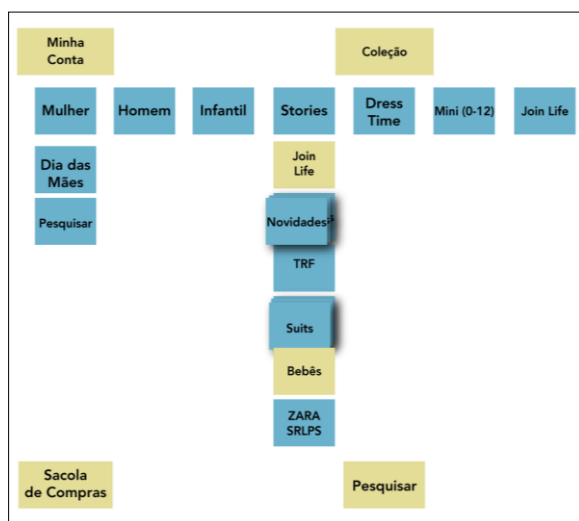 Minha
Conta
Coleção
Mulher
Homem
Infantil
Stories
Dress
Time
Mini (0-12)
Join Life
Dia das
Mães
Join
Life
Pesquisar
Novidades
TRF
Suits
Bebês
ZARA
SRLPS
Sacola
de Compras
Pesquisar